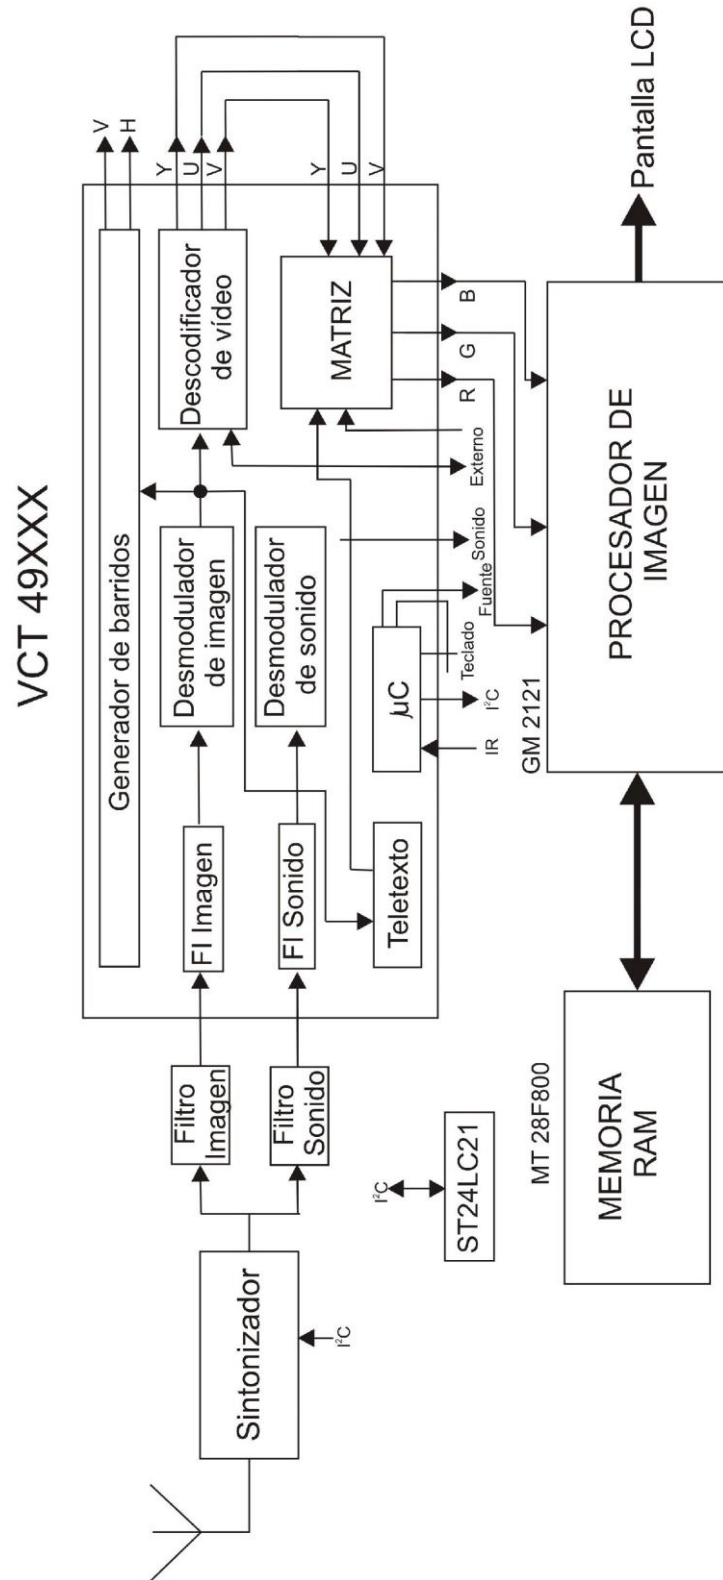 VCT 49XXX
V
H
Generador de barridos
Y
U
V
Descodificador
de vídeo
Desmodulador
de imagen
FI Imagen
Filtro
Imagen
Y
U
V
MATRIZ
Desmodulador
de sonido
FI Sonido
Filtro
Sonido
Sintonizador
I²C
B
G
R
Externo
Sonido
Fuente
Teclado
I²C
IR
µC
Teletexto
I²C
ST24LC21
Pantalla LCD
GM 2121
PROCESADOR DE
IMAGEN
MT 28F800
MEMORIA
RAM